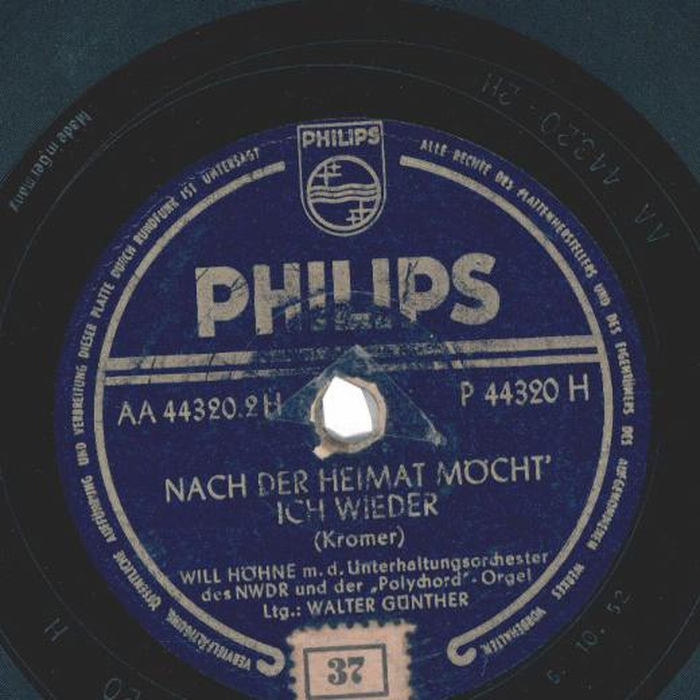 PHILIPS
ALLE RECHTE DES PLATTENHERSTELLERS UND DES EIGENTÜMERS DES AUFGENOMMENEN WERKES VORBEHALTEN.
VERVIELFÄLTIGUNG, ÖFFENTLICHE AUFFÜHRUNG UND VERBREITUNG DIESER PLATTE DURCH RUNDFUNK IST UNTERSAGT
Made in Germany
AA 44320 2H
PHILIPS
AA 44320.2H
P 44320 H
NACH DER HEIMAT MÖCHT'
ICH WIEDER
(Kromer)
WILL HÖHNE m. d. Unterhaltungsorchester
des NWDR und der „Polychord"-Orgel
Ltg.: WALTER GÜNTHER
37